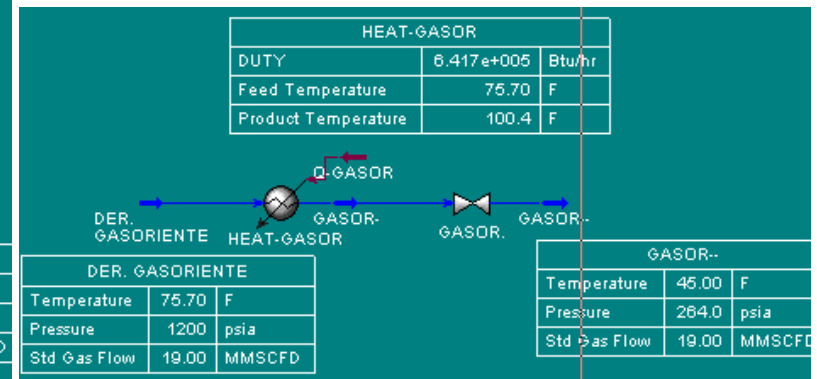 HEAT-GASOR
DUTY 6.417e+005 Btu/hr
Feed Temperature 75.70 F
Product Temperature 100.4 F
Q-GASOR
DER. GASORIENTE
HEAT-GASOR
GASOR-
GASOR.
GASOR--
DER. GASORIENTE
Temperature 75.70 F
Pressure 1200 psia
Std Gas Flow 19.00 MMSCFD
GASOR--
Temperature 45.00 F
Pressure 264.0 psia
Std Gas Flow 19.00 MMSCFD